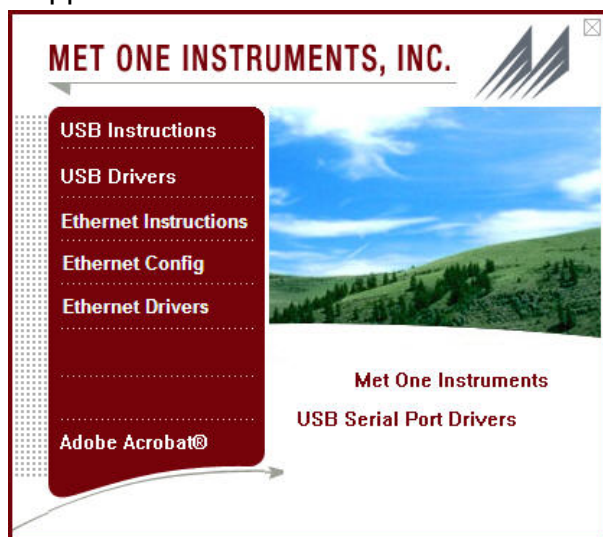 MET ONE INSTRUMENTS, INC.
USB Instructions
USB Drivers
Ethernet Instructions
Ethernet Config
Ethernet Drivers
Adobe Acrobat®
Met One Instruments
USB Serial Port Drivers